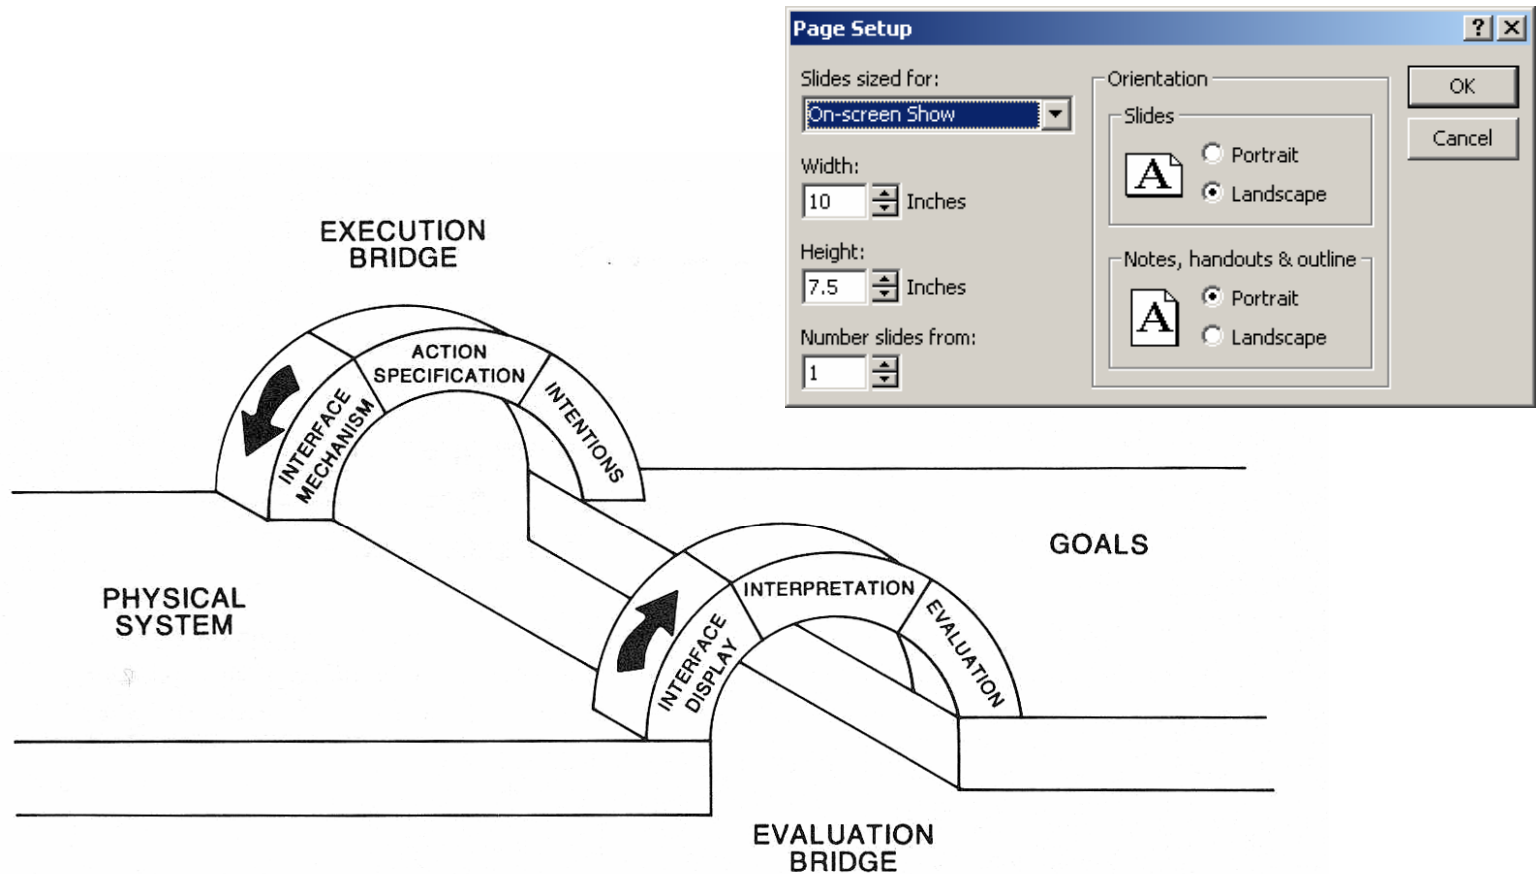 Page Setup
Slides sized for:
On-screen Show
Width:
10 Inches
Height:
7.5 Inches
Number slides from:
1
Orientation
Slides
A
Portrait
Landscape
Notes, handouts & outline
A
Portrait
Landscape
OK
Cancel
EXECUTION
BRIDGE
INTERFACE
MECHANISM
ACTION
SPECIFICATION
INTENTIONS
PHYSICAL
SYSTEM
GOALS
INTERFACE
DISPLAY
INTERPRETATION
EVALUATION
EVALUATION
BRIDGE